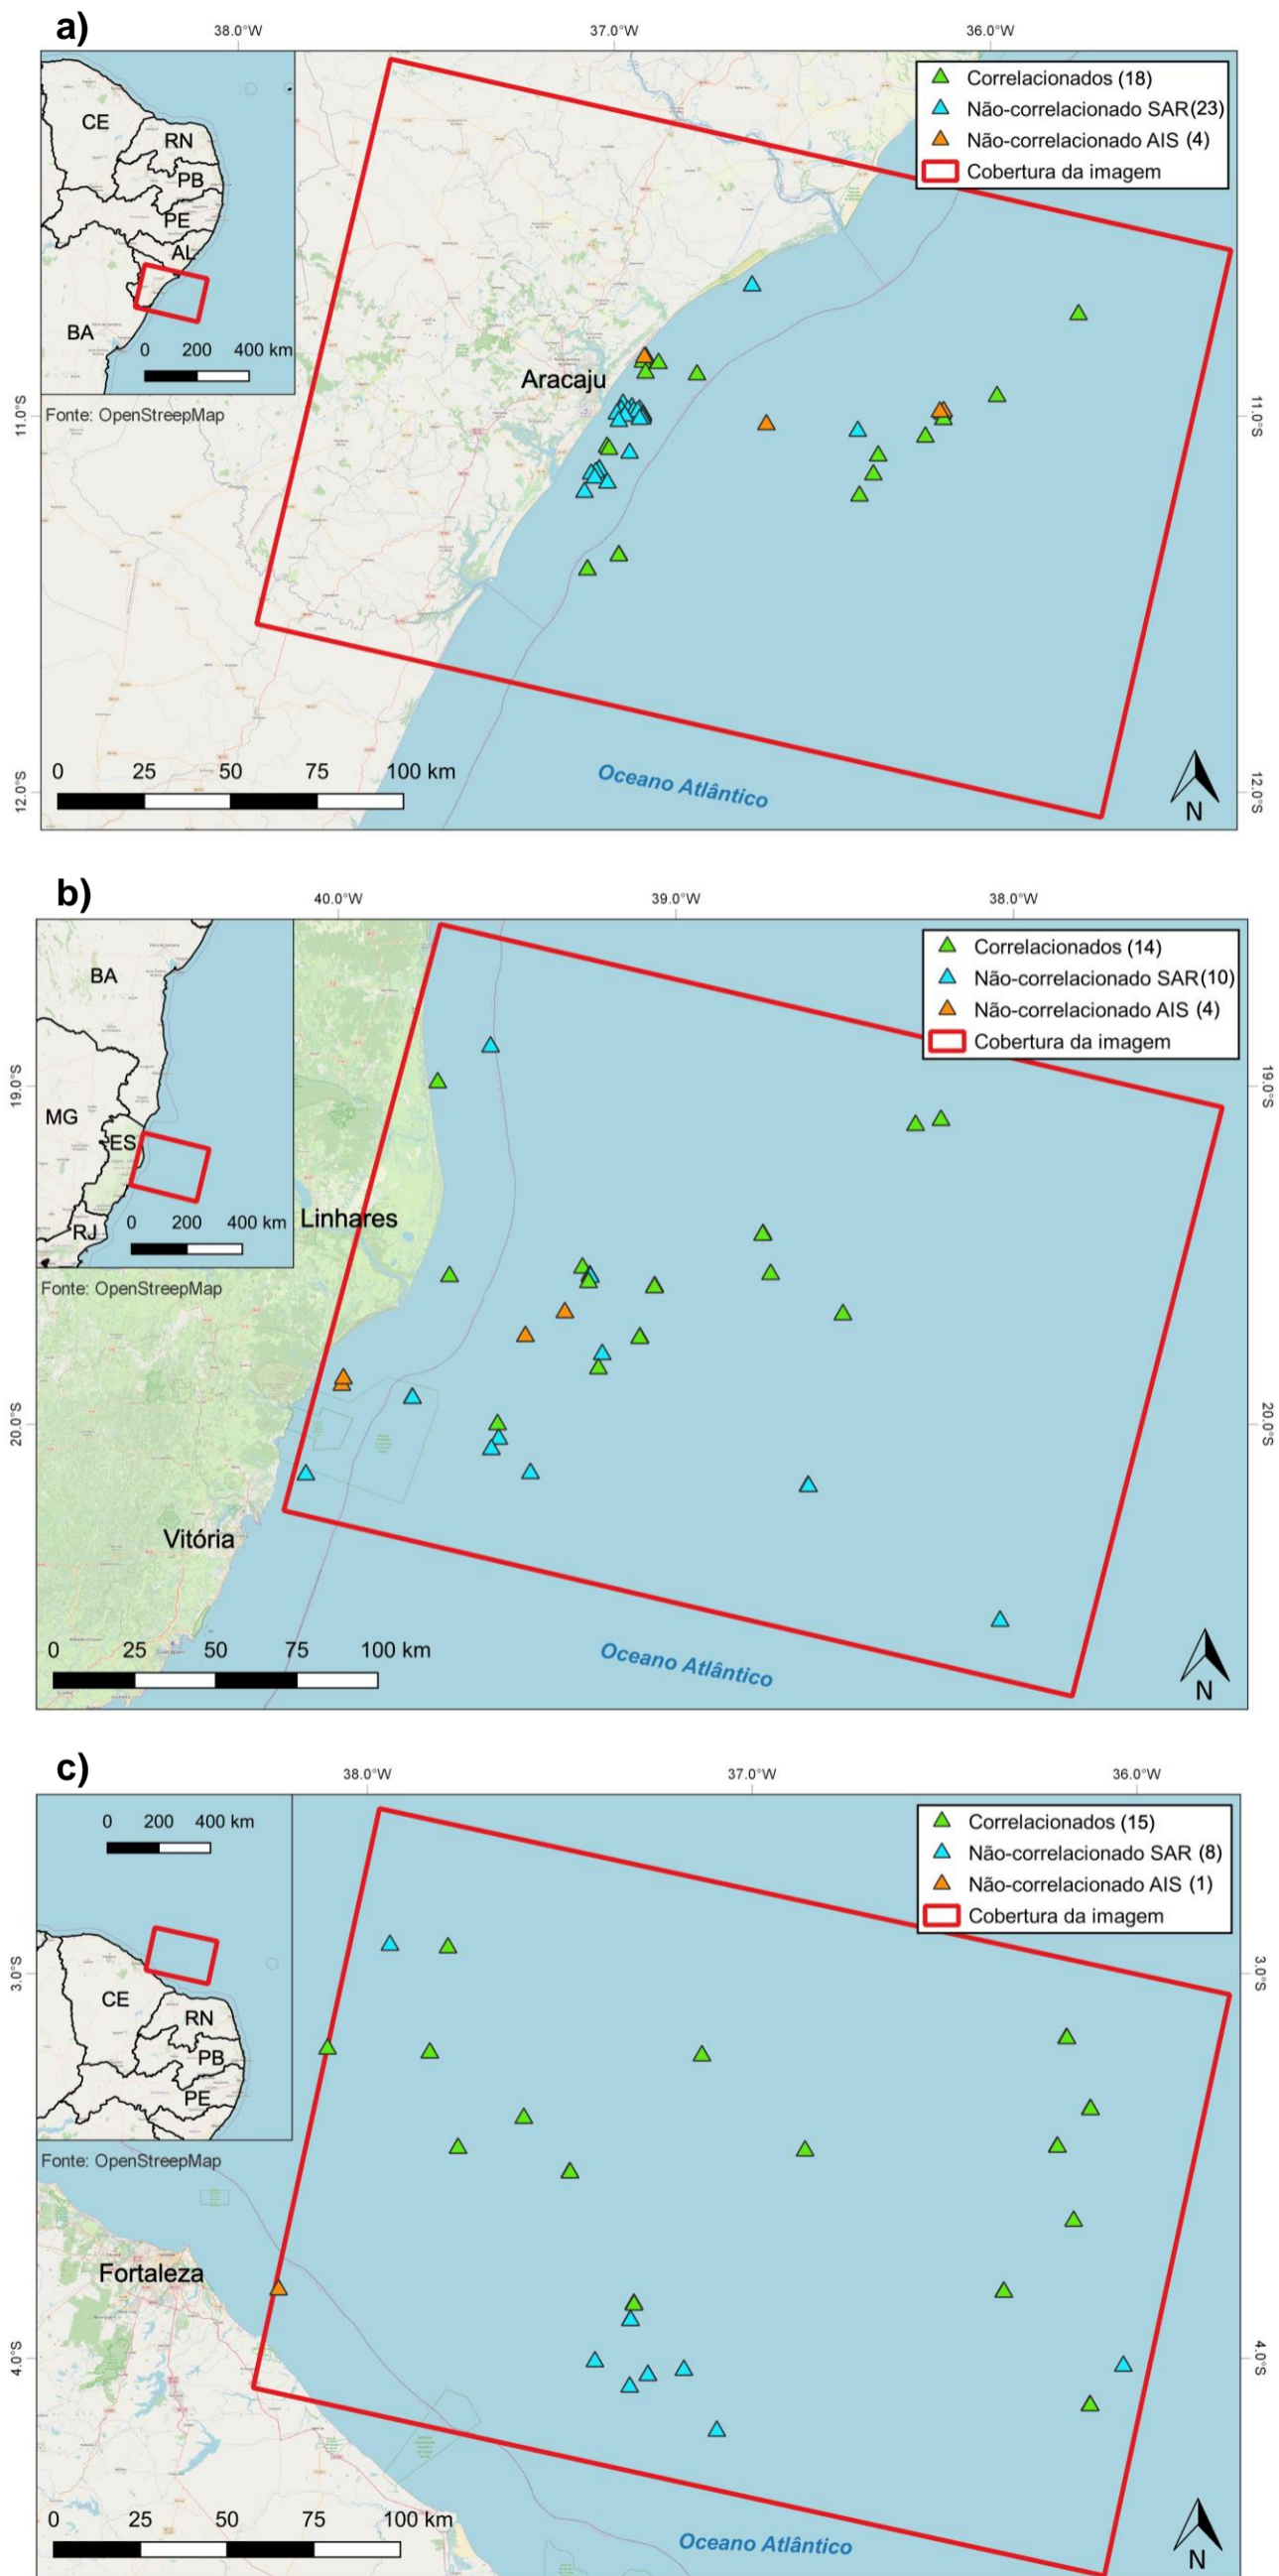 a)
38.0°W
37.0°W
36.0°W
Correlacionados (18)
Não-correlacionado SAR(23)
Não-correlacionado AIS (4)
Cobertura da imagem
CE
RN
PB
PE
AL
BA
0 200 400 km
Fonte: OpenStreepMap
Aracaju
11.0°S
11.0°S
0 25 50 75 100 km
Oceano Atlântico
12.0°S
12.0°S
N
b)
40.0°W
39.0°W
38.0°W
Correlacionados (14)
Não-correlacionado SAR(10)
Não-correlacionado AIS (4)
Cobertura da imagem
BA
MG
ES
RJ
0 200 400 km
Fonte: OpenStreepMap
19.0°S
19.0°S
Linhares
20.0°S
20.0°S
Vitória
0 25 50 75 100 km
Oceano Atlântico
N
c)
38.0°W
37.0°W
36.0°W
0 200 400 km
Correlacionados (15)
Não-correlacionado SAR (8)
Não-correlacionado AIS (1)
Cobertura da imagem
CE
RN
PB
PE
Fonte: OpenStreepMap
3.0°S
3.0°S
Fortaleza
4.0°S
4.0°S
0 25 50 75 100 km
Oceano Atlântico
N